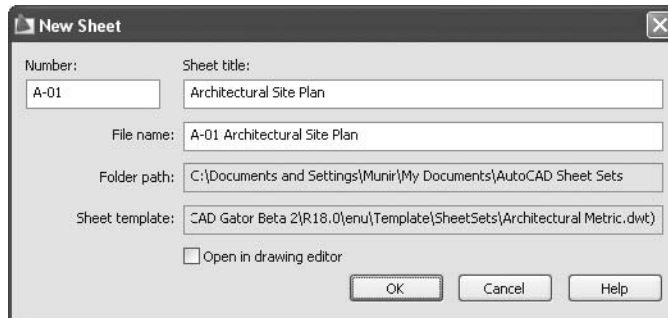 New Sheet
Number:
Sheet title:
A-01
Architectural Site Plan
File name:
A-01 Architectural Site Plan
Folder path:
C:\Documents and Settings\Munir\My Documents\AutoCAD Sheet Sets
Sheet template:
CAD Gator Beta 2\R18.0\enu\Template\SheetSets\Architectural Metric.dwt)
Open in drawing editor
OK
Cancel
Help